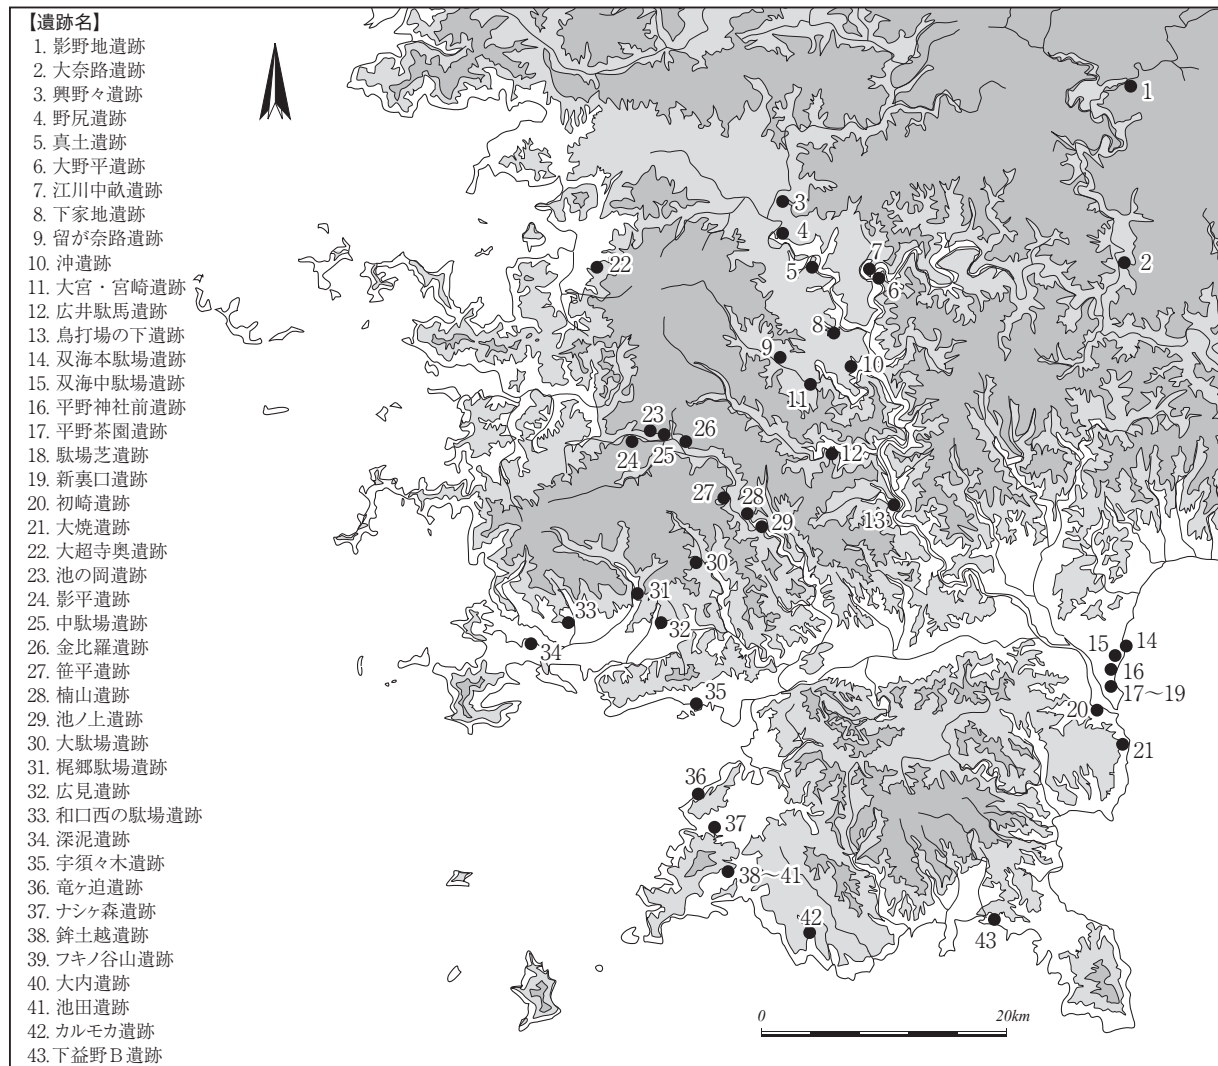 【遺跡名】
1. 影野地遺跡
2. 大奈路遺跡
3. 興野々遺跡
4. 野尻遺跡
5. 真土遺跡
6. 大野平遺跡
7. 江川中畝遺跡
8. 下家地遺跡
9. 留が奈路遺跡
10. 沖遺跡
11. 大宮・宮崎遺跡
12. 広井駄馬遺跡
13. 鳥打場の下遺跡
14. 双海本駄場遺跡
15. 双海中駄場遺跡
16. 平野神社前遺跡
17. 平野茶園遺跡
18. 駄場芝遺跡
19. 新裏口遺跡
20. 初崎遺跡
21. 大焼遺跡
22. 大超寺奥遺跡
23. 池の岡遺跡
24. 影平遺跡
25. 中駄場遺跡
26. 金比羅遺跡
27. 笹平遺跡
28. 楠山遺跡
29. 池ノ上遺跡
30. 大駄場遺跡
31. 梶郷駄場遺跡
32. 広見遺跡
33. 和口西の駄場遺跡
34. 深泥遺跡
35. 宇須々木遺跡
36. 竜ヶ迫遺跡
37. ナシヶ森遺跡
38. 鉾土越遺跡
39. フキノ谷山遺跡
40. 大内遺跡
41. 池田遺跡
42. カルモカ遺跡
43. 下益野B遺跡
1
3
4
2
7
22
5
6
8
9
10
11
23
26
24
25
12
27
28
13
29
30
31
33
32
34
14
15
16
35
17〜19
20
21
36
37
38〜41
42
43
0
20km